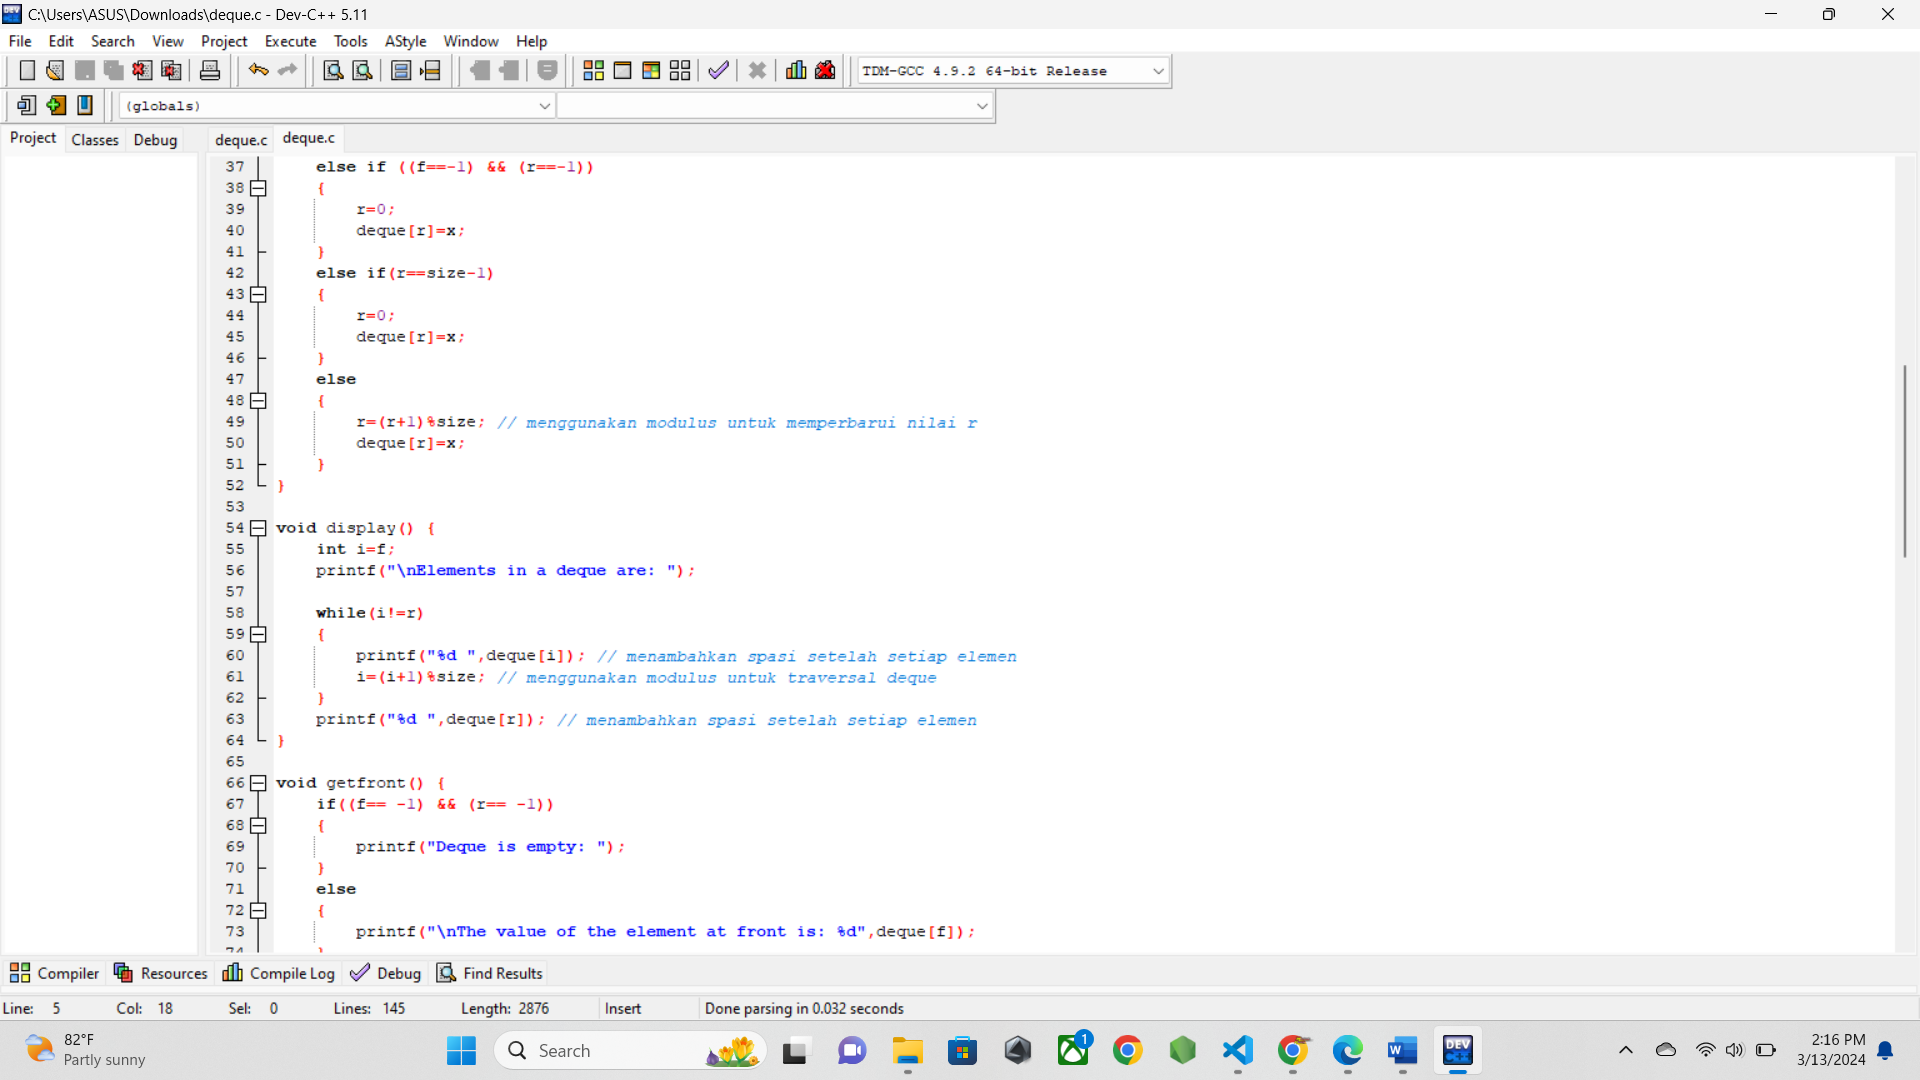 C:\Users\ASUS\Downloads\deque.c - Dev-C++ 5.11
File Edit Search View Project Execute Tools AStyle Window Help
TDM-GCC 4.9.2 64-bit Release
(globals)
Project Classes Debug deque.c deque.c
37 else if ((f==-1) && (r==-1))
38 {
39 r=0;
40 deque[r]=x;
41 }
42 else if(r==size-1)
43 {
44 r=0;
45 deque[r]=x;
46 }
47 else
48 {
49 r=(r+1)%size; // menggunakan modulus untuk memperbarui nilai r
50 deque[r]=x;
51 }
52 }
53
54 void display() {
55 int i=f;
56 printf("\nElements in a deque are: ");
57
58 while(i!=r)
59 {
60 printf("%d ",deque[i]); // menambahkan spasi setelah setiap elemen
61 i=(i+1)%size; // menggunakan modulus untuk traversal deque
62 }
63 printf("%d ",deque[r]); // menambahkan spasi setelah setiap elemen
64 }
65
66 void getfront() {
67 if((f== -1) && (r== -1))
68 {
69 printf("Deque is empty: ");
70 }
71 else
72 {
73 printf("\nThe value of the element at front is: %d",deque[f]);
74 }
Compiler Resources Compile Log Debug Find Results
Line: 5 Col: 18 Sel: 0 Lines: 145 Length: 2876 Insert Done parsing in 0.032 seconds
82°F
Partly sunny
Search
1
DEV
C++
2:16 PM
3/13/2024